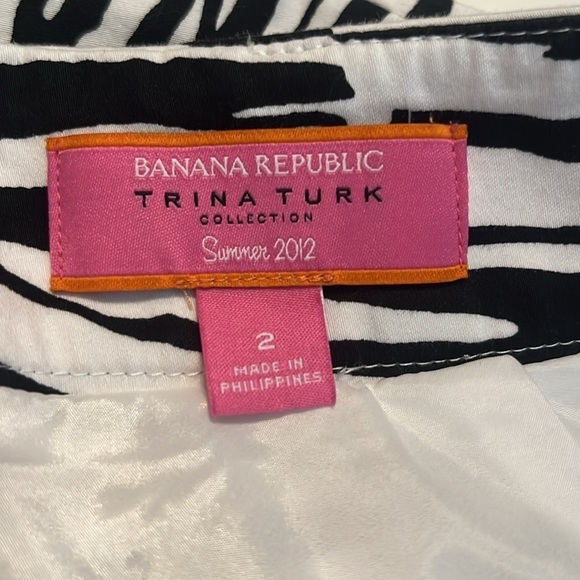 BANANA REPUBLIC
TRINA TURK
COLLECTION
Summer 2012
2
MADE IN
PHILIPPINES